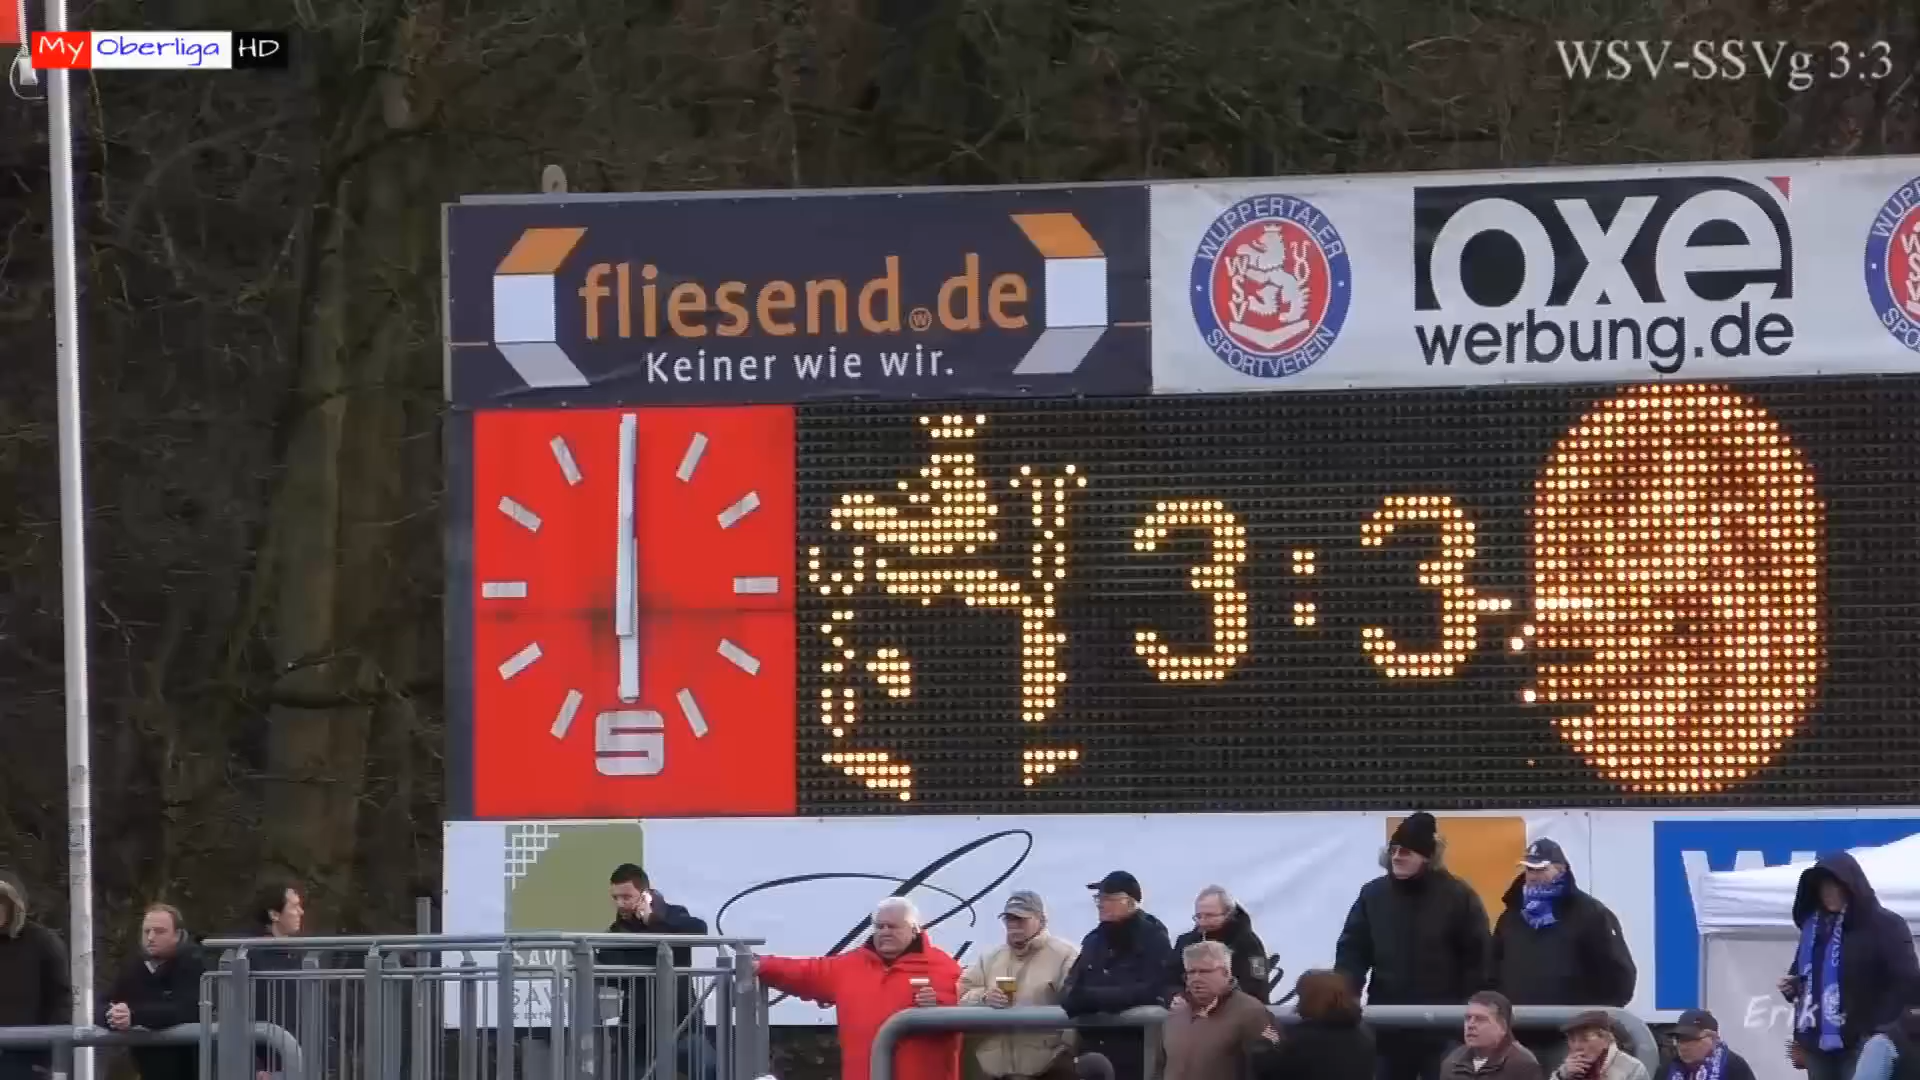 My Oberliga HD
WSV-SSVg 3:3
fliesend.de
Keiner wie wir.
WUPPERTALER
WSV
SPORTVEREIN
oxe
werbung.de
3:3
Erik